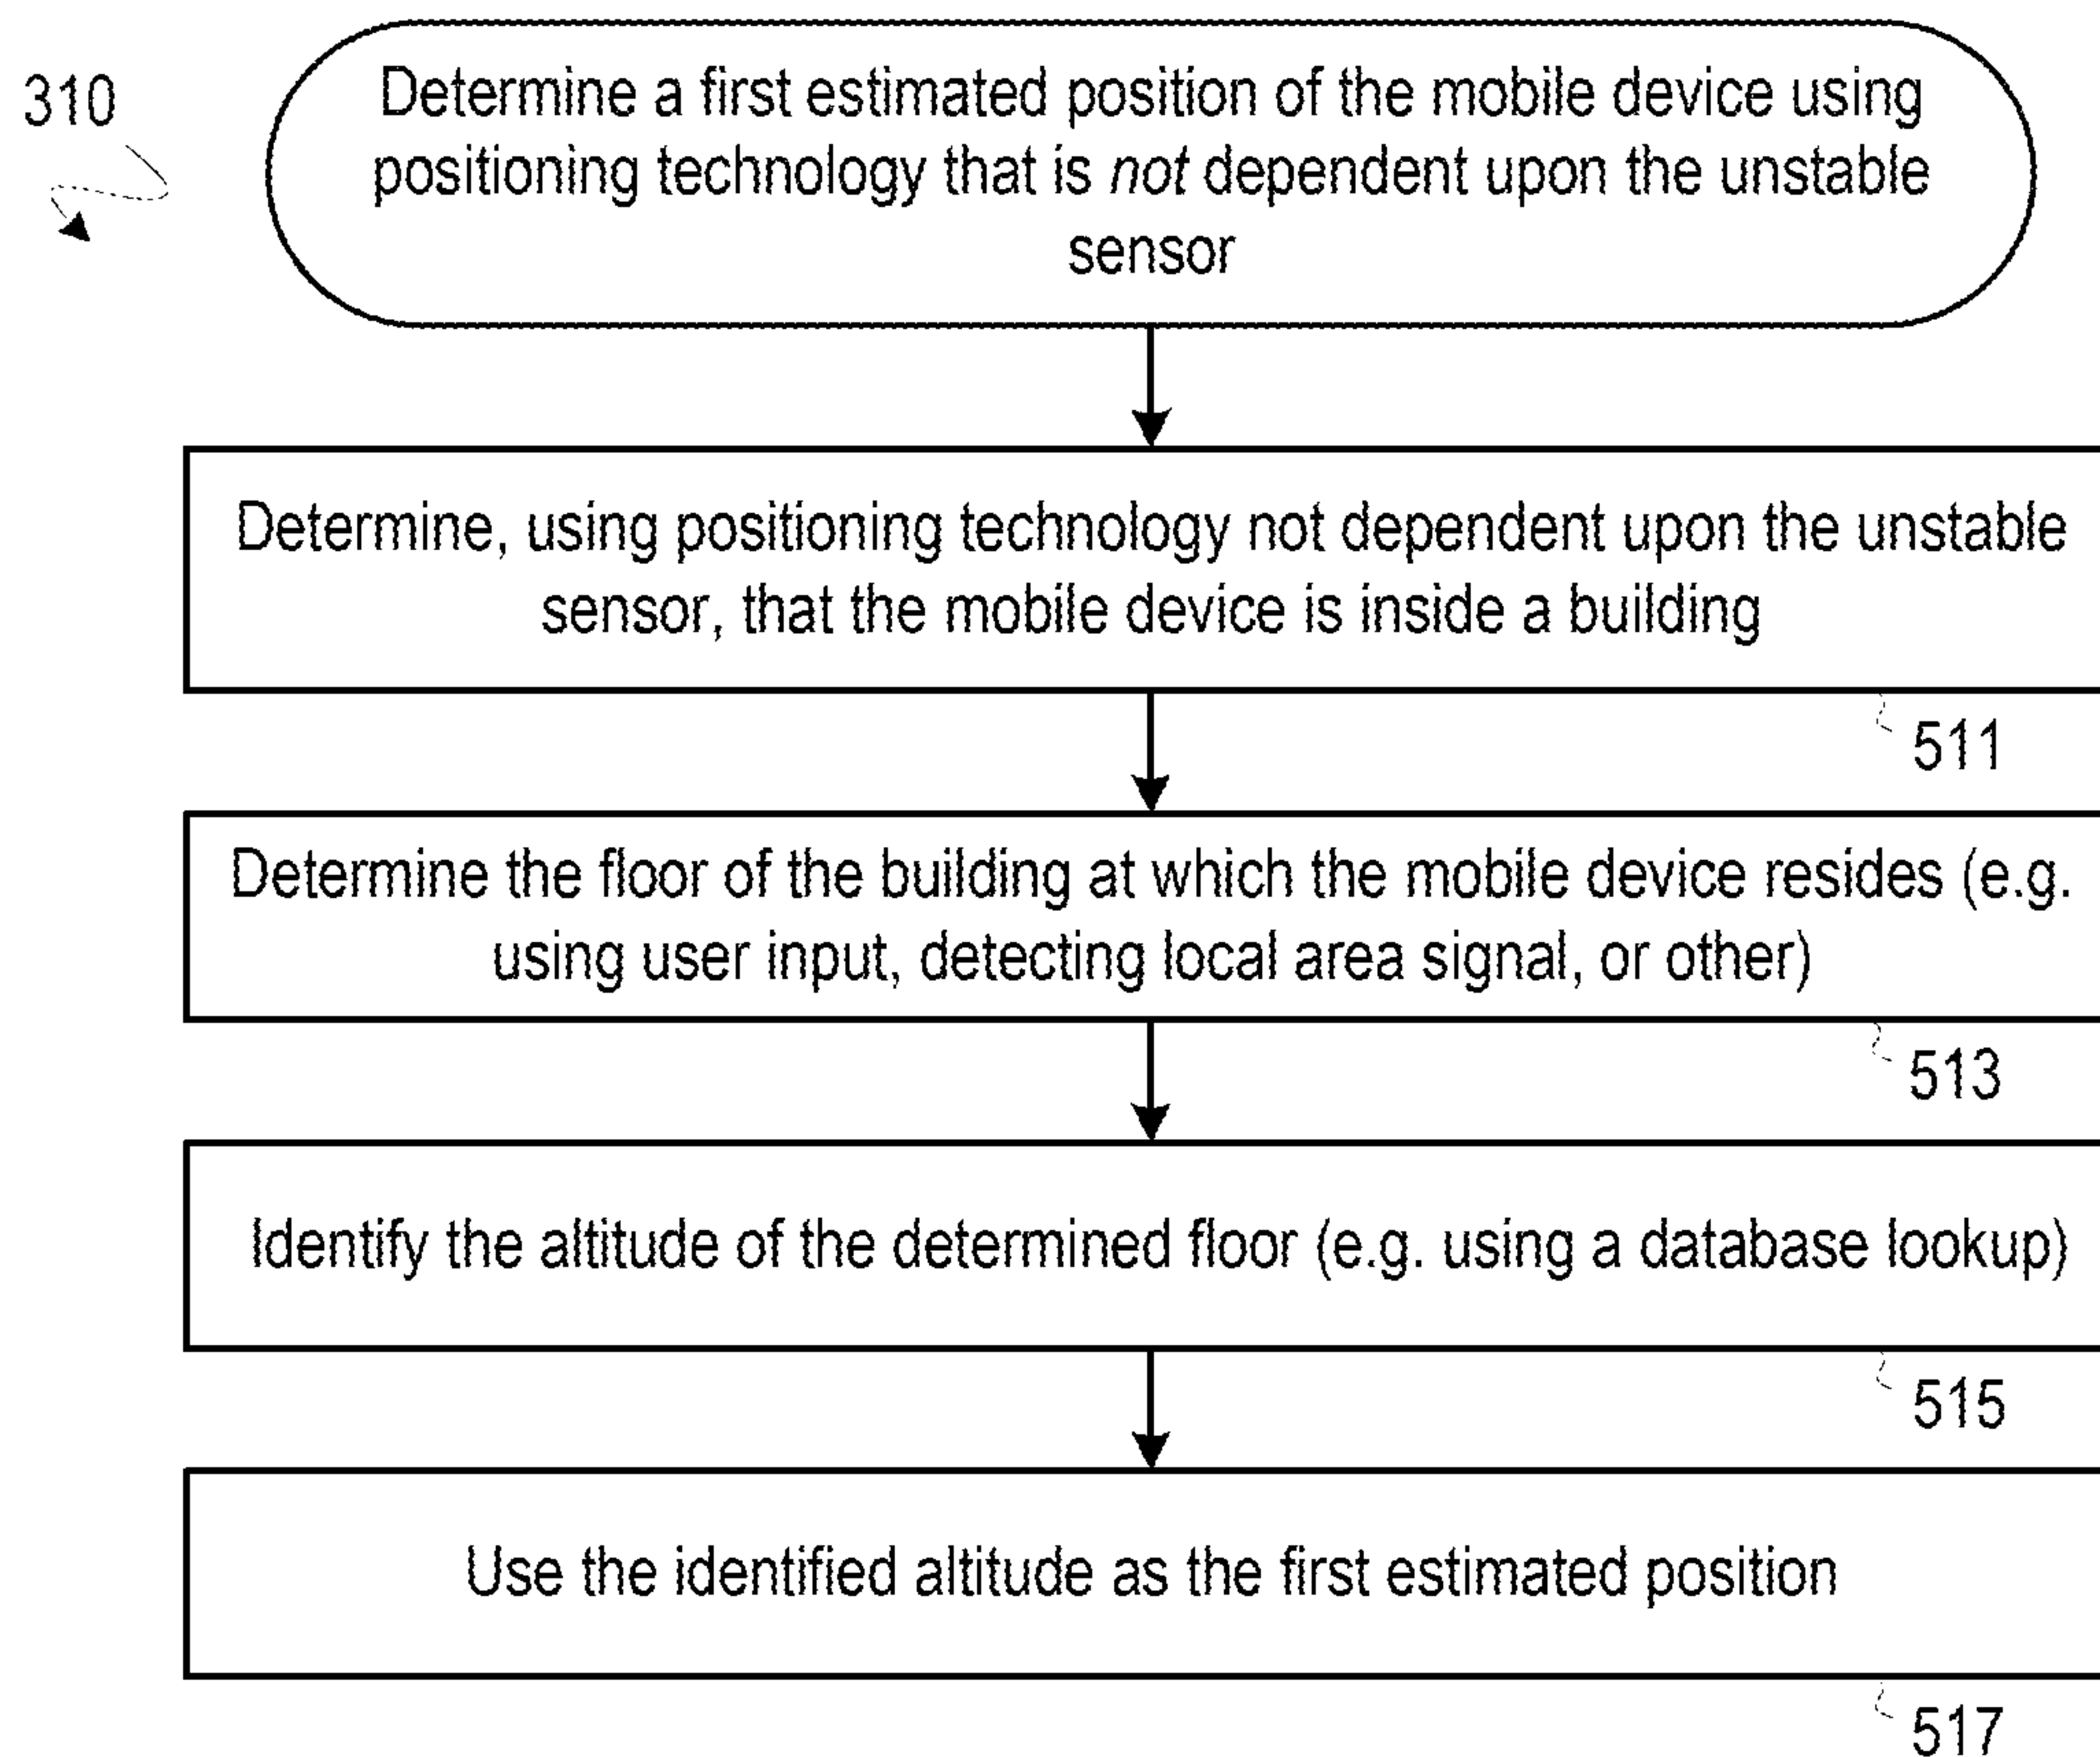 310
Determine a first estimated position of the mobile device using
positioning technology that is not dependent upon the unstable
sensor
Determine, using positioning technology not dependent upon the unstable
sensor, that the mobile device is inside a building
511
Determine the floor of the building at which the mobile device resides (e.g.
using user input, detecting local area signal, or other)
513
Identify the altitude of the determined floor (e.g. using a database lookup)
515
Use the identified altitude as the first estimated position
517